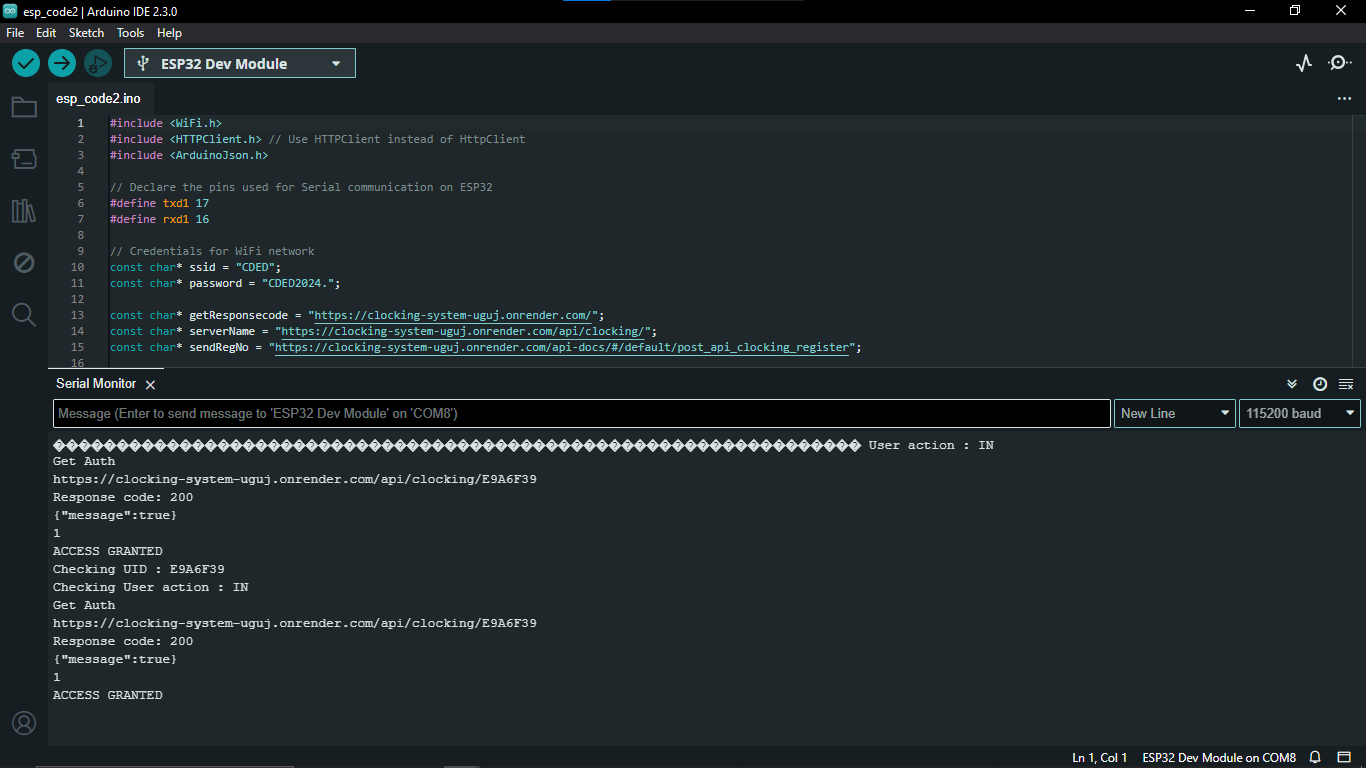 esp_code2 | Arduino IDE 2.3.0
File Edit Sketch Tools Help
ESP32 Dev Module
esp_code2.ino
1 #include <WiFi.h>
2 #include <HTTPClient.h> // Use HTTPClient instead of HttpClient
3 #include <ArduinoJson.h>
4
5 // Declare the pins used for Serial communication on ESP32
6 #define txd1 17
7 #define rxd1 16
8
9 // Credentials for WiFi network
10 const char* ssid = "CDED";
11 const char* password = "CDED2024.";
12
13 const char* getResponsecode = "https://clocking-system-uguj.onrender.com/";
14 const char* serverName = "https://clocking-system-uguj.onrender.com/api/clocking/";
15 const char* sendRegNo = "https://clocking-system-uguj.onrender.com/api-docs/#/default/post_api_clocking_register";
16
Serial Monitor
Message (Enter to send message to 'ESP32 Dev Module' on 'COM8')
New Line
115200 baud
User action : IN
Get Auth
https://clocking-system-uguj.onrender.com/api/clocking/E9A6F39
Response code: 200
{"message":true}
1
ACCESS GRANTED
Checking UID : E9A6F39
Checking User action : IN
Get Auth
https://clocking-system-uguj.onrender.com/api/clocking/E9A6F39
Response code: 200
{"message":true}
1
ACCESS GRANTED
Ln 1, Col 1 ESP32 Dev Module on COM8